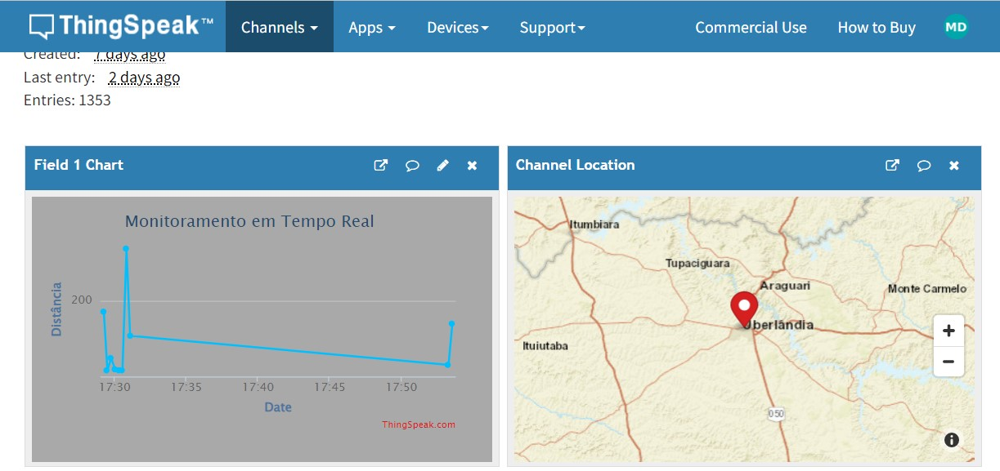 ThingSpeak™ Channels Apps Devices Support Commercial Use How to Buy MD
Created: 7 days ago
Last entry: 2 days ago
Entries: 1353
Field 1 Chart
Monitoramento em Tempo Real
Distância
200
17:30 17:35 17:40 17:45 17:50
Date
ThingSpeak.com
Channel Location
Itumbiara
Tupaciguara
Araguari
Monte Carmelo
Uberlândia
Ituiutaba
050
+
−
i